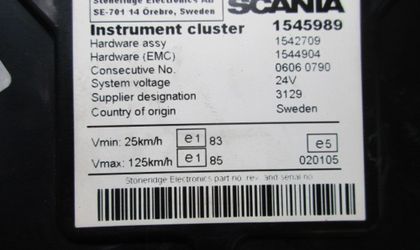 Stoneridge Electronics
SE-701 14 Örebro, Sweden
SCANIA
Instrument cluster 1545989
Hardware assy 1542709
Hardware (EMC) 1544904
Consecutive No. 0606 0790
System voltage 24V
Supplier designation 3129
Country of origin Sweden
Vmin: 25km/h e1 83 e5
Vmax: 125km/h e1 85 020105
Stoneridge Electronics part no. rev. and serial no.